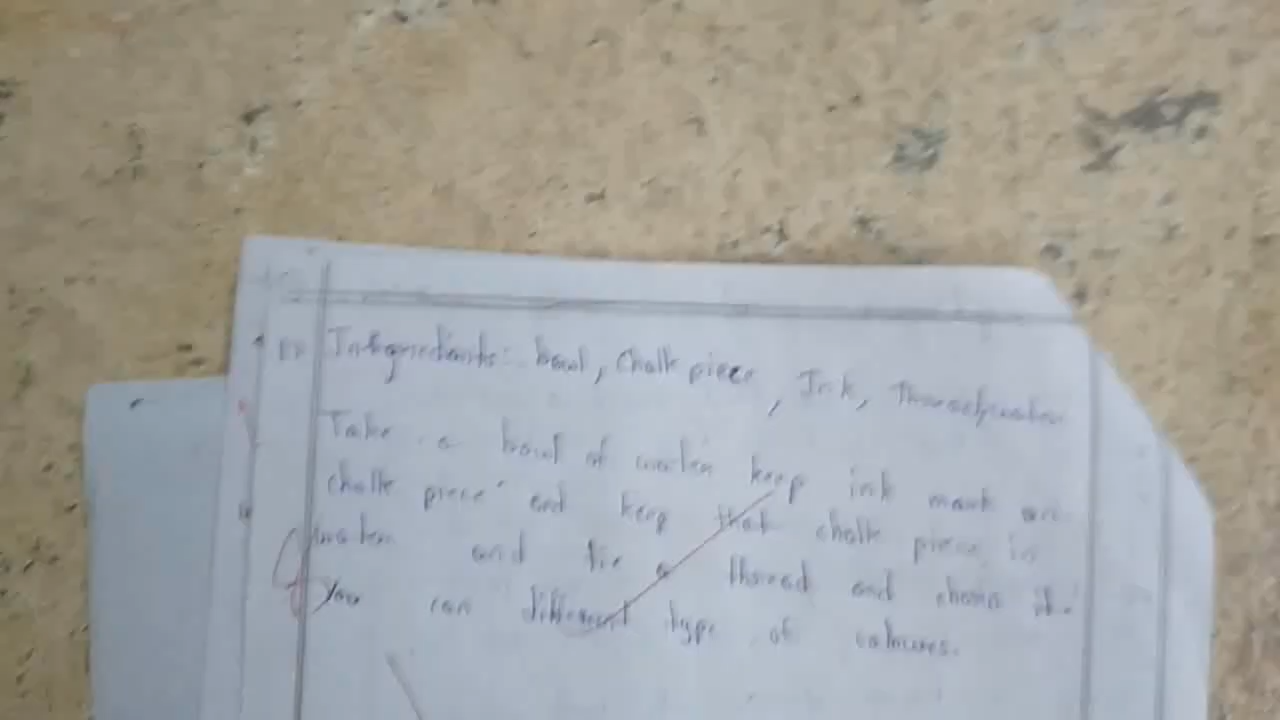 Ingredients: bowl, Chalk piece, Ink, Thread, water
Take a bowl of water keep ink mark on
chalk piece and keep that chalk piece in
water and tie a thread and it.
You can different type of colours.